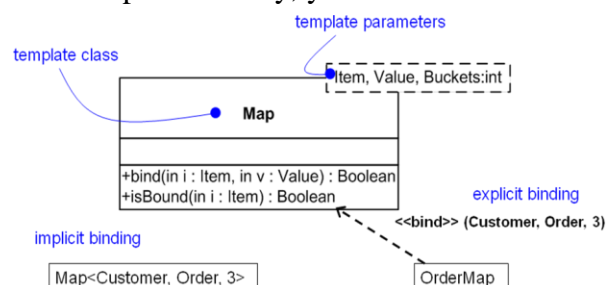 template parameters
template class
Item, Value, Buckets:int
Map
+bind(in i : Item, in v : Value) : Boolean
+isBound(in i : Item) : Boolean
explicit binding
<<bind>> (Customer, Order, 3)
implicit binding
Map<Customer, Order, 3>
OrderMap